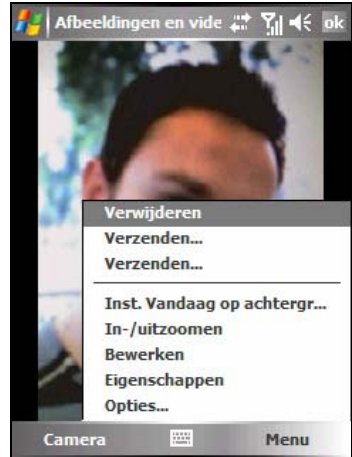 Afbeeldingen en vide ok
Verwijderen
Verzenden...
Verzenden...
Inst. Vandaag op achtergr...
In-/uitzoomen
Bewerken
Eigenschappen
Opties...
Camera Menu